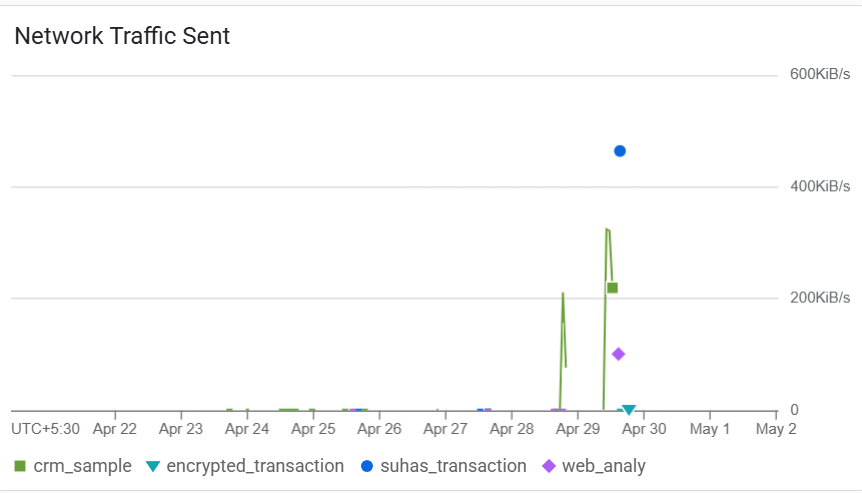 Network Traffic Sent
600KiB/s
400KiB/s
200KiB/s
0
UTC+5:30 Apr 22 Apr 23 Apr 24 Apr 25 Apr 26 Apr 27 Apr 28 Apr 29 Apr 30 May 1 May 2
crm_sample encrypted_transaction suhas_transaction web_analy